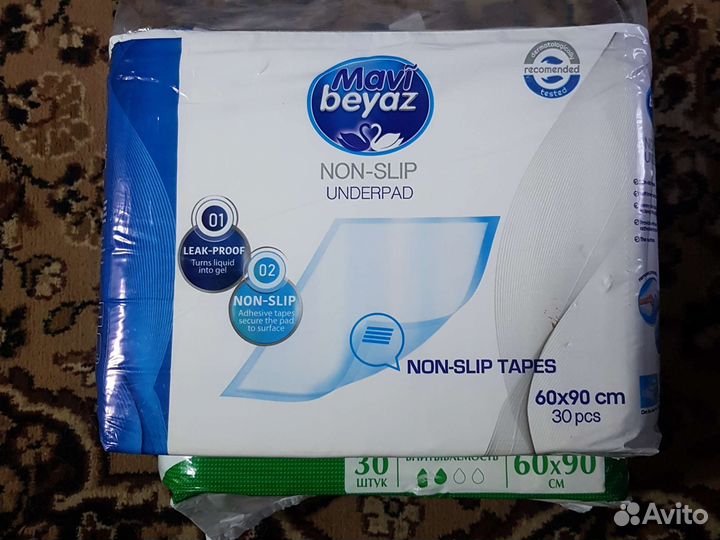 Mavi
beyaz
dermatologically
recomended
tested
NON-SLIP
UNDERPAD
01
LEAK-PROOF
Turns liquid
into gel
02
NON-SLIP
Adhesive tapes
secure the pad
to surface
NON-SLIP TAPES
60x90 cm
30 pcs
30
ШТУК
ВПИТЫВАЕМОСТЬ
60x90
СМ
Avito